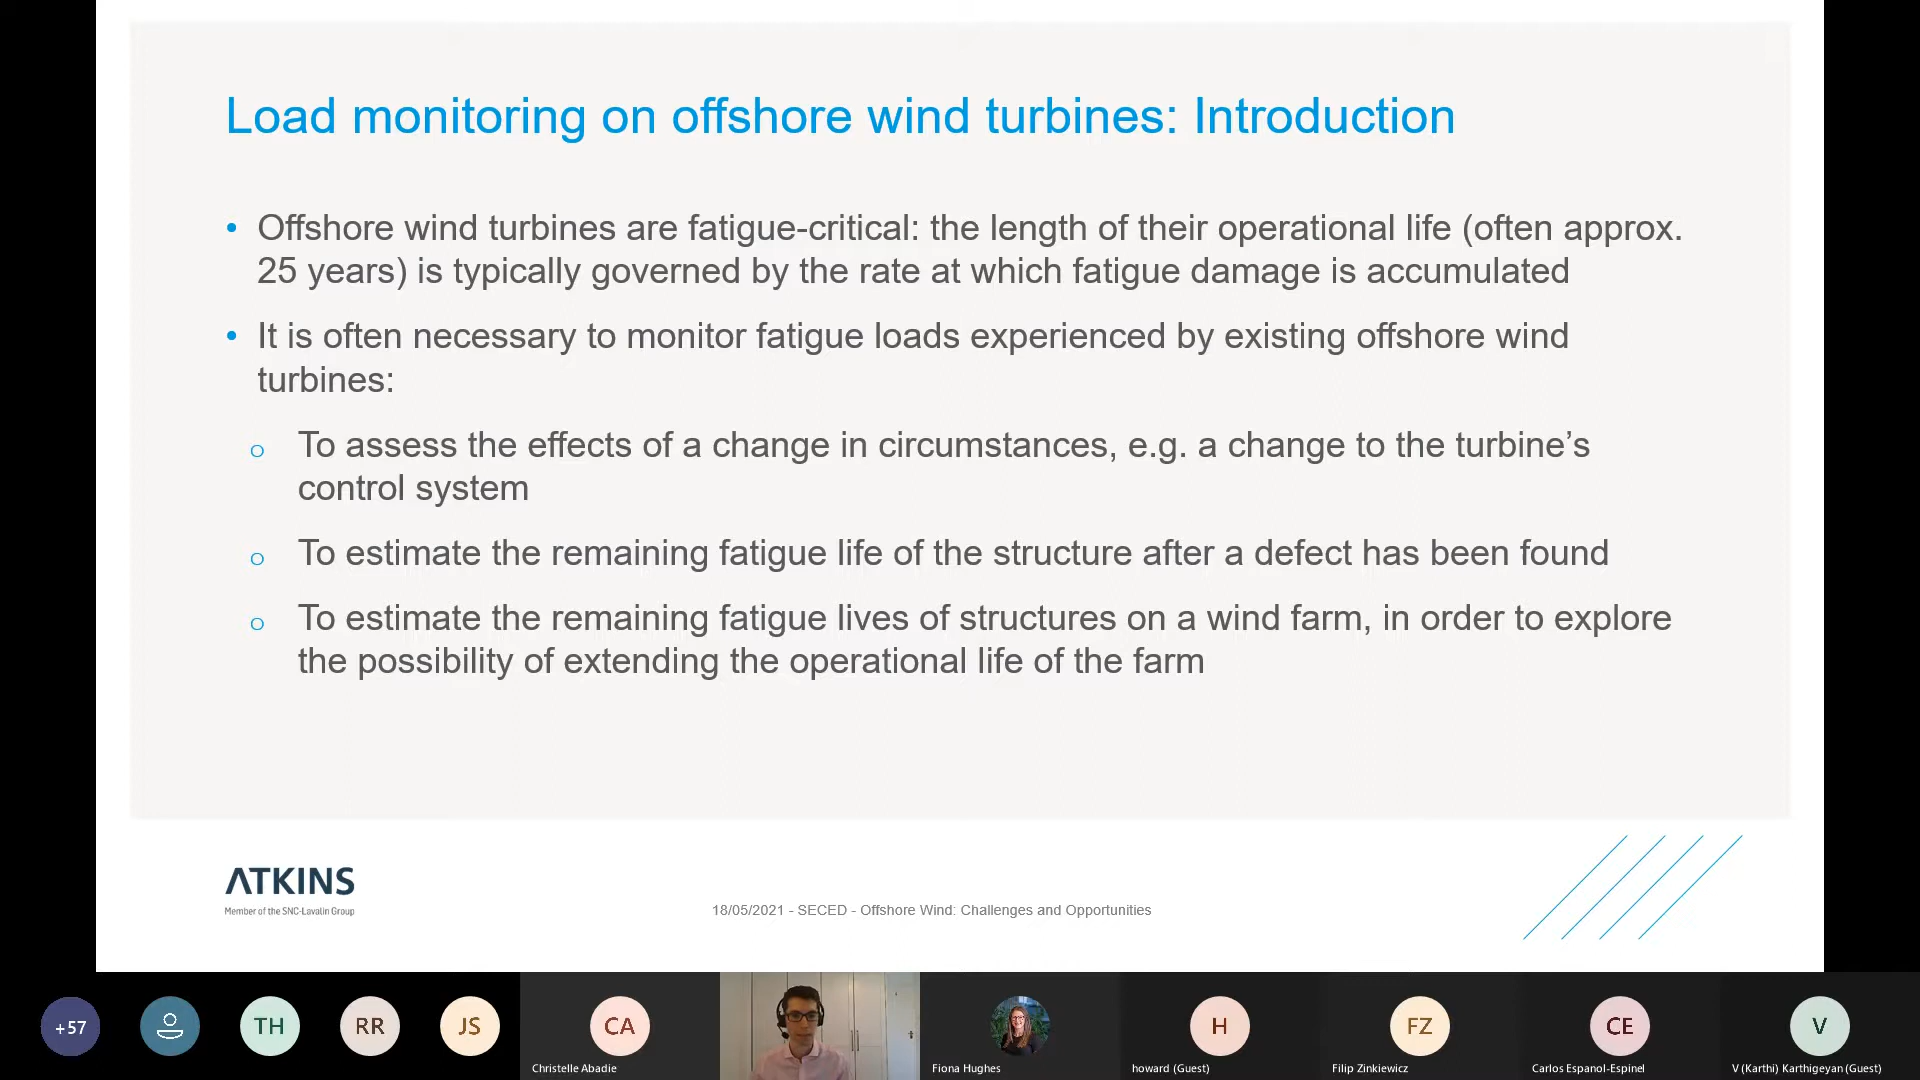 Load monitoring on offshore wind turbines: Introduction
• Offshore wind turbines are fatigue-critical: the length of their operational life (often approx.
25 years) is typically governed by the rate at which fatigue damage is accumulated
• It is often necessary to monitor fatigue loads experienced by existing offshore wind
turbines:
o To assess the effects of a change in circumstances, e.g. a change to the turbine’s
control system
o To estimate the remaining fatigue life of the structure after a defect has been found
o To estimate the remaining fatigue lives of structures on a wind farm, in order to explore
the possibility of extending the operational life of the farm
ATKINS
Member of the SNC-Lavalin Group
18/05/2021 - SECED - Offshore Wind: Challenges and Opportunities
+57
TH
RR
JS
CA
H
FZ
CE
V
Christelle Abadie
Fiona Hughes
howard (Guest)
Filip Zinkiewicz
Carlos Espanol-Espinel
V (Karthi) Karthigeyan (Guest)